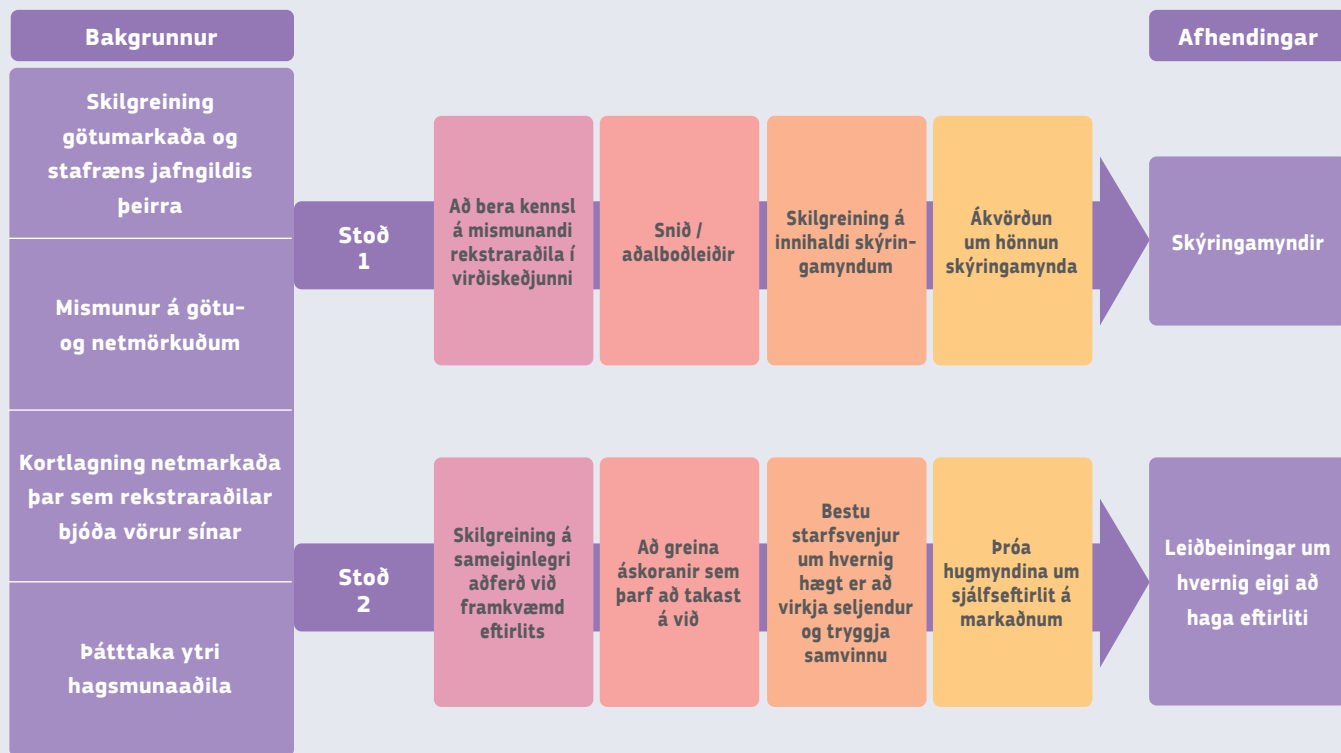 Bakgrunnur
Skilgreining
götumarkaða og
stafræns jafngildis
þeirra
Mismunur á götu-
og netmörkuðum
Kortlagning netmarkaða
þar sem rekstraraðilar
bjóða vörur sínar
Þátttaka ytri
hagsmunaaðila
Stoð
1
Að bera kennsl
á mismunandi
rekstraraðila í
virðiskeðjunni
Snið /
aðalboðleiðir
Skilgreining á
innihaldi skýrin-
gamyndum
Ákvörðun
um hönnun
skýringamynda
Stoð
2
Skilgreining á
sameiginlegri
aðferð við
framkvæmd
eftirlits
Að greina
áskoranir sem
þarf að takast
á við
Bestu
starfsvenjur
um hvernig
hægt er að
virkja seljendur
og tryggja
samvinnu
Þróa
hugmyndina um
sjálfseftirlit á
markaðnum
Afhendingar
Skýringamyndir
Leiðbeiningar um
hvernig eigi að
haga eftirliti